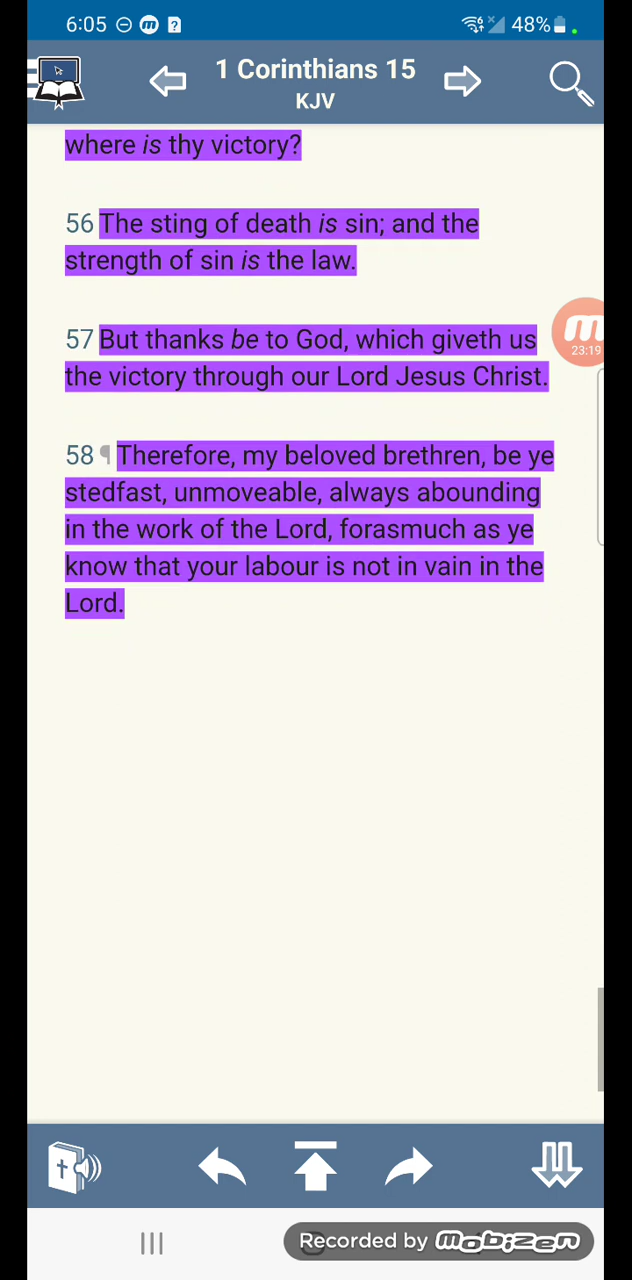 6:05 m ? 6 48%
1 Corinthians 15
KJV
where is thy victory?
56 The sting of death is sin; and the
strength of sin is the law.
57 But thanks be to God, which giveth us
the victory through our Lord Jesus Christ.
m
23:19
58 ¶ Therefore, my beloved brethren, be ye
stedfast, unmoveable, always abounding
in the work of the Lord, forasmuch as ye
know that your labour is not in vain in the
Lord.
Recorded by mobizen